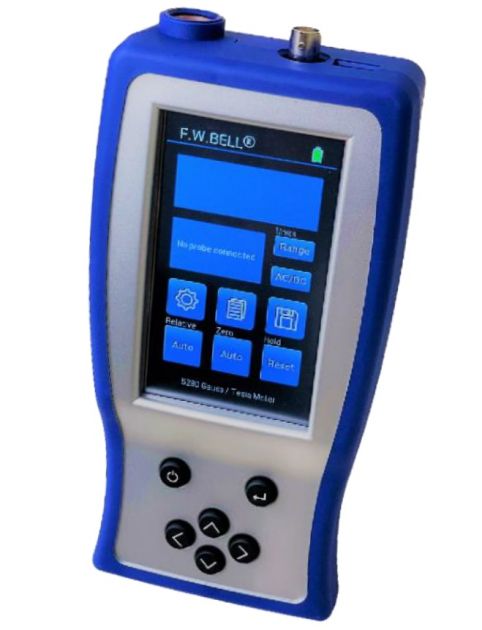 F.W.BELL®
Units
No probe connected
Range
AC/DC
Relative
Zero
Hold
Auto
Auto
Reset
5280 Gauss / Tesla Meter